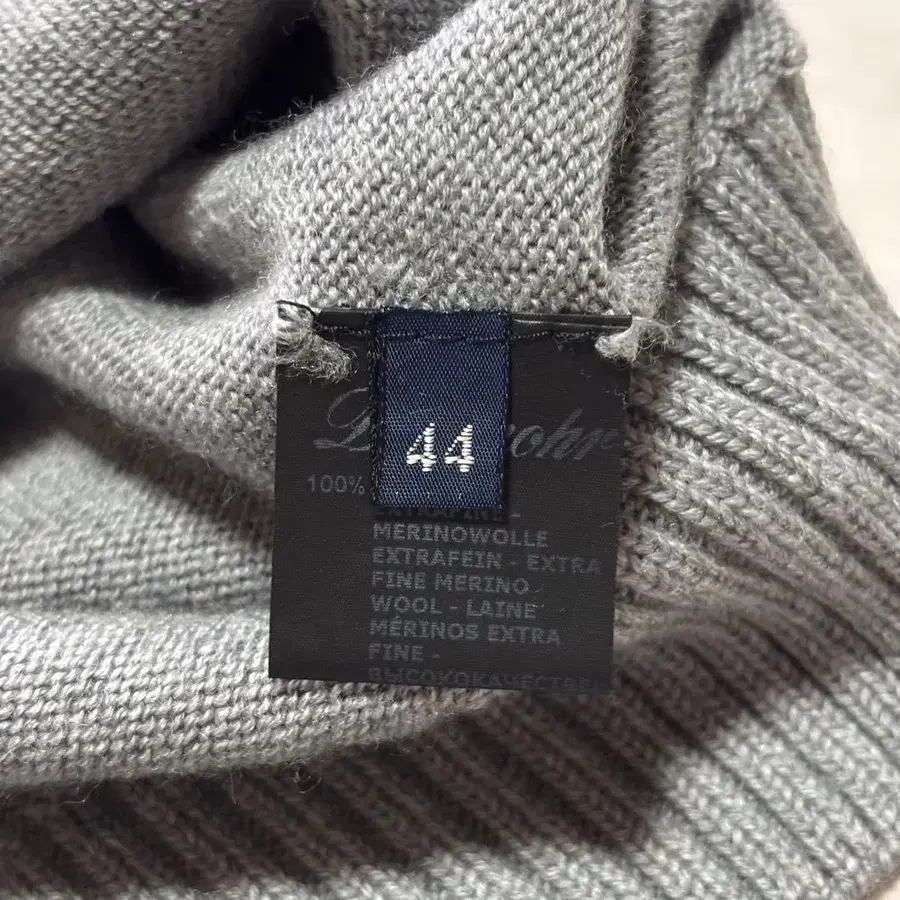 44
100%
MERINOWOLLE
EXTRAFEIN - EXTRA
FINE MERINO
WOOL - LAINE
MÉRINOS EXTRA
FINE -